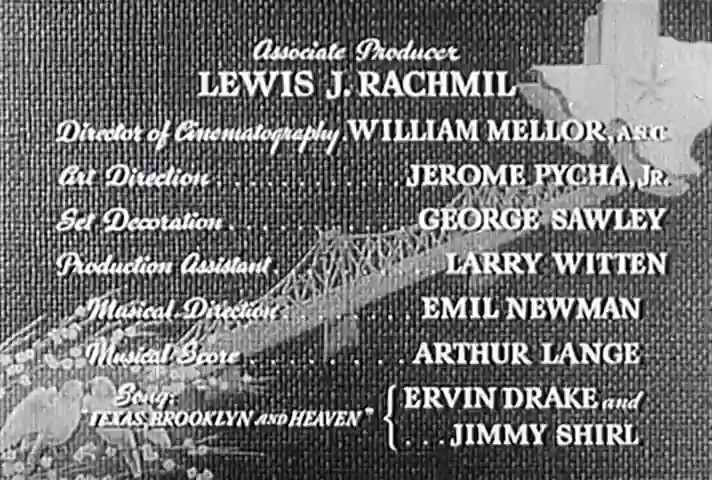 Associate Producer
LEWIS J. RACHMIL
Director of Cinematography. WILLIAM MELLOR, A.S.C.
Art Direction . . . . . . . . . . . . JEROME PYCHA, JR.
Set Decoration . . . . . . . . . . . GEORGE SAWLEY
Production Assistant . . . . . . . . . . LARRY WITTEN
Musical Direction . . . . . . . . EMIL NEWMAN
Musical Score . . . . . . . . . . ARTHUR LANGE
Song: ERVIN DRAKE and
"TEXAS, BROOKLYN AND HEAVEN" . . . JIMMY SHIRL